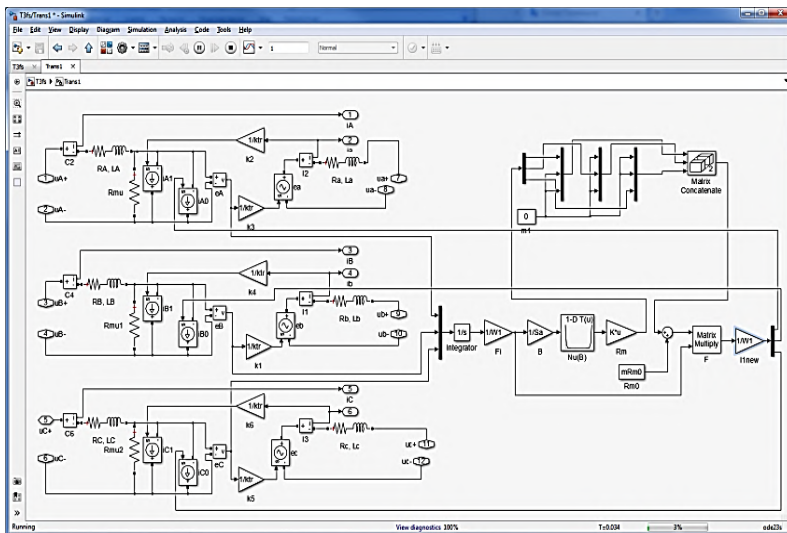 T3fs/Trans1 * - Simulink
File Edit View Display Diagram Simulation Analysis Code Tools Help
1
Normal
T3fs
Trans1
T3fs
Trans1
1
iA
2
1/ktr
k2
C2
RA, LA
Rmu
iA1
iA0
eA
1/ktr
k3
ea
I2
Ra, La
ua+
7
ua-
8
1
uA+
2
uA-
3
iB
4
ib
1/ktr
k4
C4
RB, LB
Rmu1
iB1
iB0
eB
1/ktr
k1
eb
I1
Rb, Lb
ub+
9
ub-
10
3
uB+
4
uB-
5
iC
6
1/ktr
k6
C6
RC, LC
Rmu2
iC1
iC0
eC
1/ktr
k5
ec
I3
Rc, Lc
uc+
11
uc-
12
5
uC+
6
uC-
0
m1
2
Matrix
Concatenate
1/s
Integrator
1/W1
Fi
1/Sa
B
1-D T(u)
Nu(B)
K*u
Rm
mRm0
Rm0
Matrix
Multiply
F
1/W1
I1new
Running
View diagnostics 100%
T=0.034
3%
ode23s